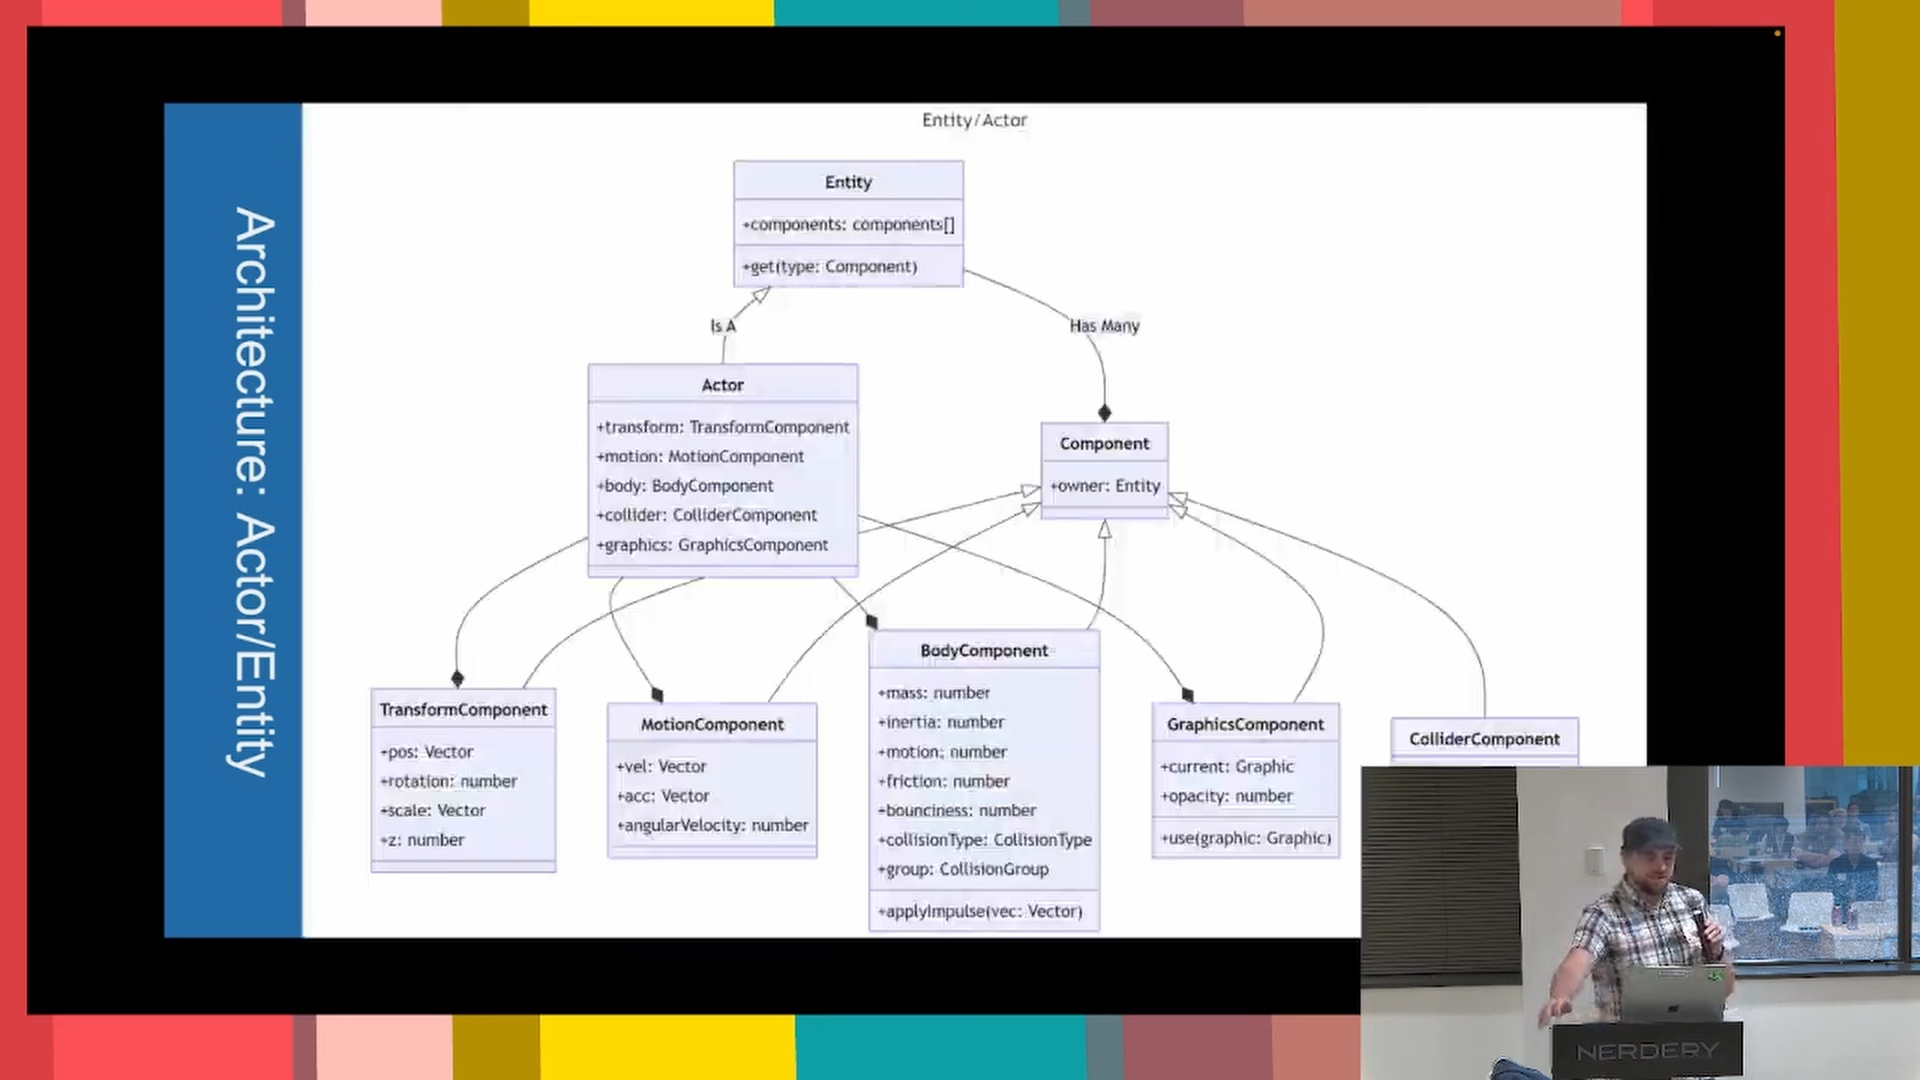 Architecture: Actor/Entity
Entity/Actor
Entity
+components: components[]
+get(type: Component)
Is A
Has Many
Actor
+transform: TransformComponent
+motion: MotionComponent
+body: BodyComponent
+collider: ColliderComponent
+graphics: GraphicsComponent
Component
+owner: Entity
TransformComponent
+pos: Vector
+rotation: number
+scale: Vector
+z: number
MotionComponent
+vel: Vector
+acc: Vector
+angularVelocity: number
BodyComponent
+mass: number
+inertia: number
+motion: number
+friction: number
+bounciness: number
+collisionType: CollisionType
+group: CollisionGroup
+applyImpulse(vec: Vector)
GraphicsComponent
+current: Graphic
+opacity: number
+use(graphic: Graphic)
ColliderComponent
NERDERY